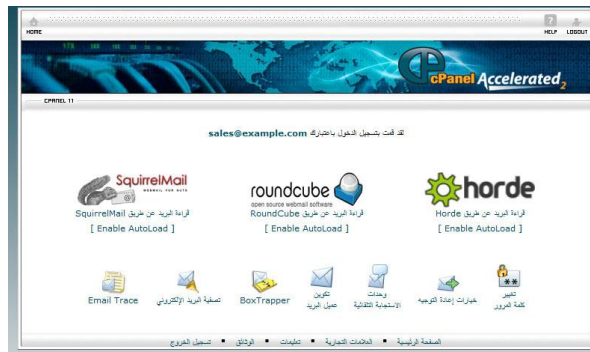 HOME
HELP LOGOUT
cPanel Accelerated2
CPANEL 11
لقد قمت بتسجيل الدخول باعتبارك sales@example.com
SquirrelMail
WEBMAIL FOR NUTS
roundcube
open source webmail software
horde
قراءة البريد عن طريق SquirrelMail
قراءة البريد عن طريق RoundCube
قراءة البريد عن طريق Horde
[ Enable AutoLoad ]
[ Enable AutoLoad ]
[ Enable AutoLoad ]
Email Trace
تصفية البريد الإلكتروني
BoxTrapper
تكوين
عميل البريد
وحدات
الاستجابة التلقائية
خيارات إعادة التوجيه
تغيير
كلمة المرور
الصفحة الرئيسية ▪ العلامات التجارية ▪ تعليمات ▪ الوثائق ▪ تسجيل الخروج